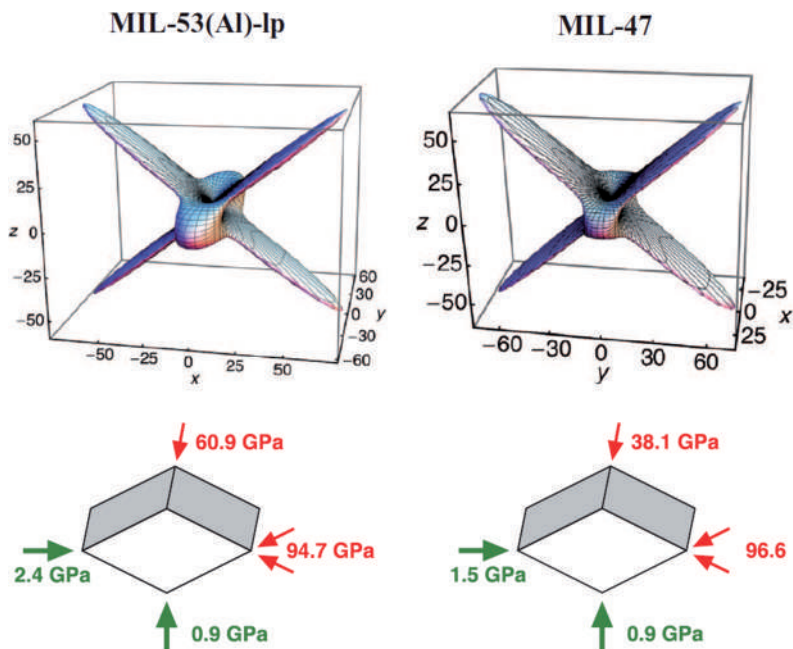 MIL-53(Al)-lp
MIL-47
50
25
z 0
−25
−50
−50
−25
0
25
50
x
60
30
0
y
−30
−60
50
25
z 0
−25
−50
−60 −30 0 30 60
y
−25
0 x
25
60.9 GPa
94.7 GPa
2.4 GPa
0.9 GPa
38.1 GPa
96.6
1.5 GPa
0.9 GPa